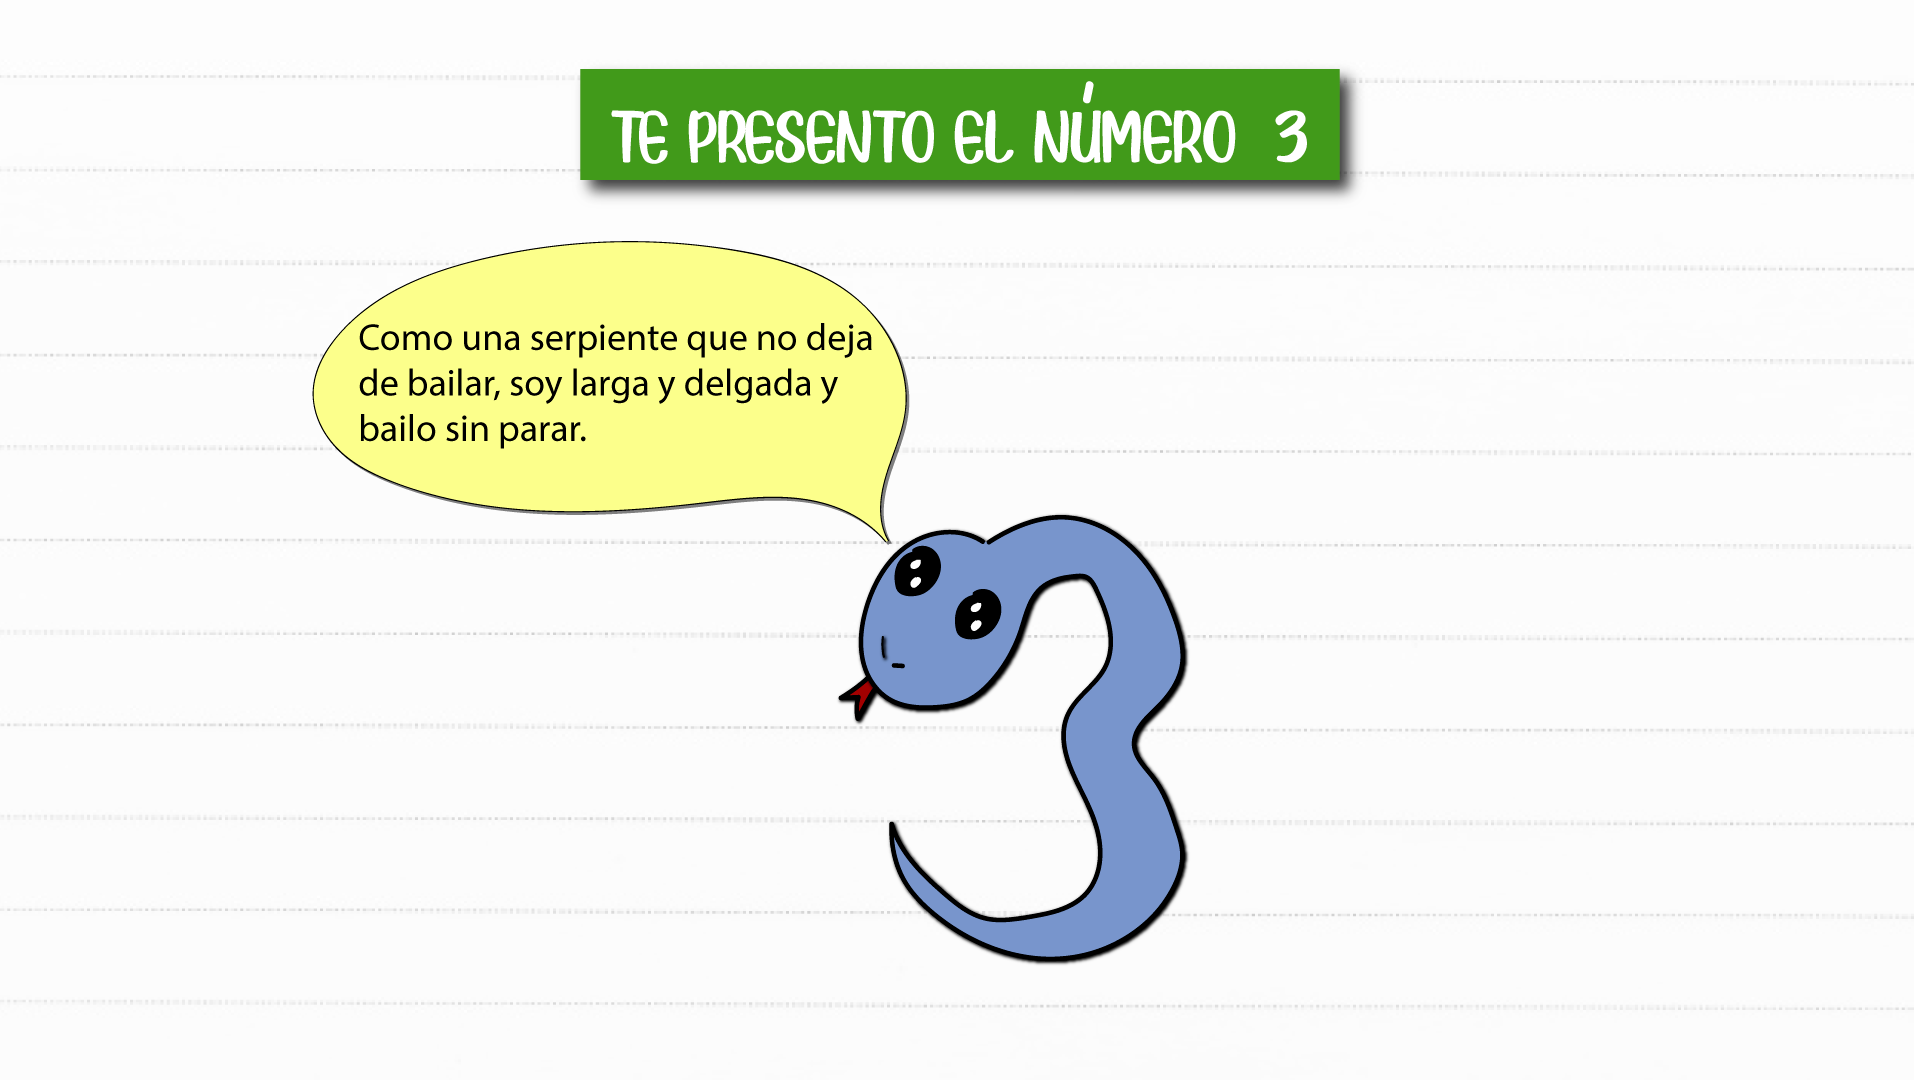 TE PRESENTO EL NÚMERO 3
Como una serpiente que no deja
de bailar, soy larga y delgada y
bailo sin parar.